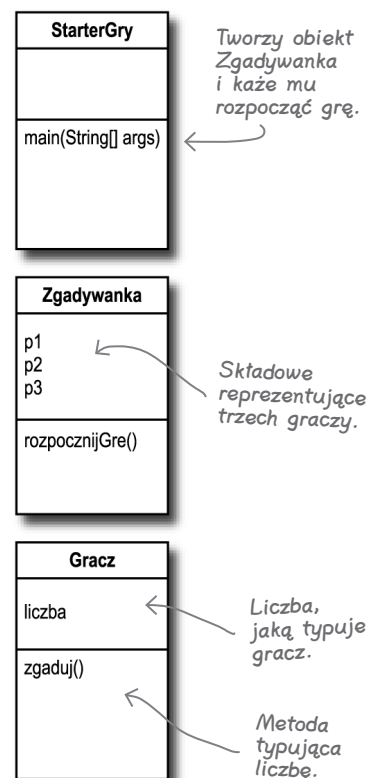 StarterGry
Tworzy obiekt
Zgadywanka
i każe mu
rozpocząć grę.
main(String[] args)
Zgadywanka
p1
p2
p3
Składowe
reprezentujące
trzech graczy.
rozpocznijGre()
Gracz
liczba
Liczba,
jaką typuje
gracz.
zgaduj()
Metoda
typująca
liczbę.